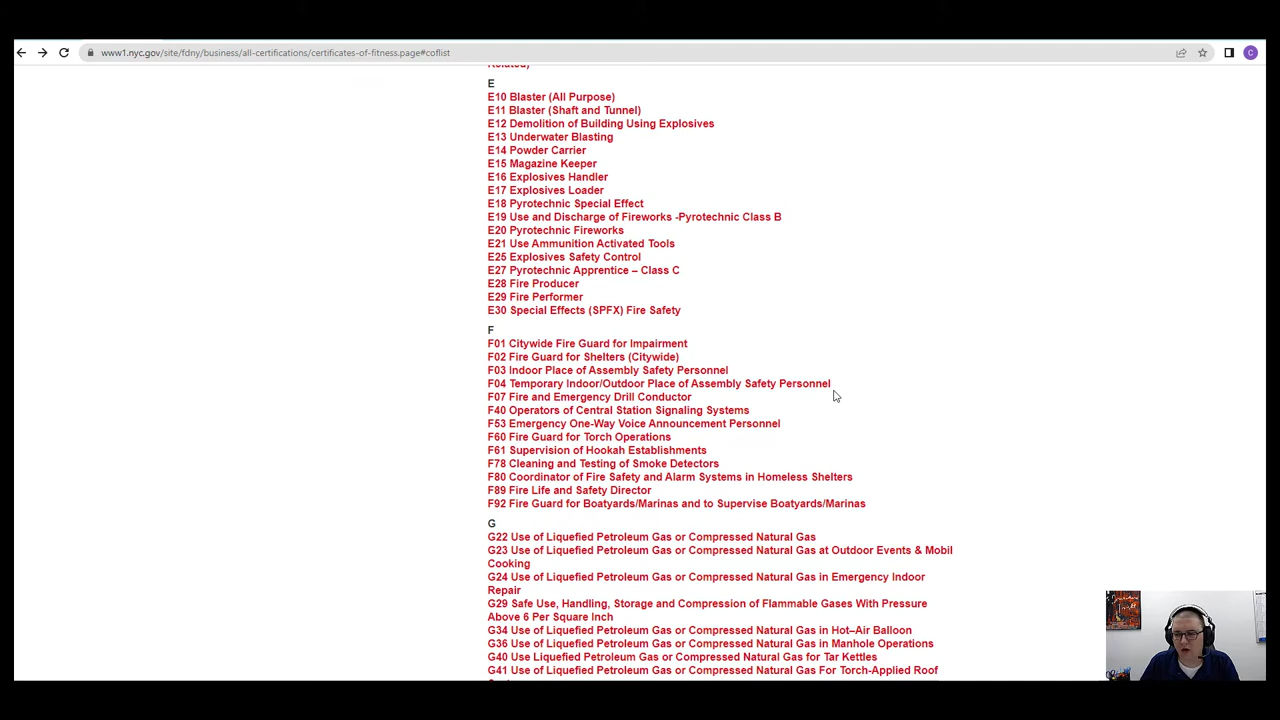 www1.nyc.gov/site/fdny/business/all-certifications/certificates-of-fitness.page#coflist
C
Related)
E
E10 Blaster (All Purpose)
E11 Blaster (Shaft and Tunnel)
E12 Demolition of Building Using Explosives
E13 Underwater Blasting
E14 Powder Carrier
E15 Magazine Keeper
E16 Explosives Handler
E17 Explosives Loader
E18 Pyrotechnic Special Effect
E19 Use and Discharge of Fireworks -Pyrotechnic Class B
E20 Pyrotechnic Fireworks
E21 Use Ammunition Activated Tools
E25 Explosives Safety Control
E27 Pyrotechnic Apprentice – Class C
E28 Fire Producer
E29 Fire Performer
E30 Special Effects (SPFX) Fire Safety
F
F01 Citywide Fire Guard for Impairment
F02 Fire Guard for Shelters (Citywide)
F03 Indoor Place of Assembly Safety Personnel
F04 Temporary Indoor/Outdoor Place of Assembly Safety Personnel
F07 Fire and Emergency Drill Conductor
F40 Operators of Central Station Signaling Systems
F53 Emergency One-Way Voice Announcement Personnel
F60 Fire Guard for Torch Operations
F61 Supervision of Hookah Establishments
F78 Cleaning and Testing of Smoke Detectors
F80 Coordinator of Fire Safety and Alarm Systems in Homeless Shelters
F89 Fire Life and Safety Director
F92 Fire Guard for Boatyards/Marinas and to Supervise Boatyards/Marinas
G
G22 Use of Liquefied Petroleum Gas or Compressed Natural Gas
G23 Use of Liquefied Petroleum Gas or Compressed Natural Gas at Outdoor Events & Mobil
Cooking
G24 Use of Liquefied Petroleum Gas or Compressed Natural Gas in Emergency Indoor
Repair
G29 Safe Use, Handling, Storage and Compression of Flammable Gases With Pressure
Above 6 Per Square Inch
G34 Use of Liquefied Petroleum Gas or Compressed Natural Gas in Hot–Air Balloon
G36 Use of Liquefied Petroleum Gas or Compressed Natural Gas in Manhole Operations
G40 Use Liquefied Petroleum Gas or Compressed Natural Gas for Tar Kettles
G41 Use of Liquefied Petroleum Gas or Compressed Natural Gas For Torch-Applied Roof